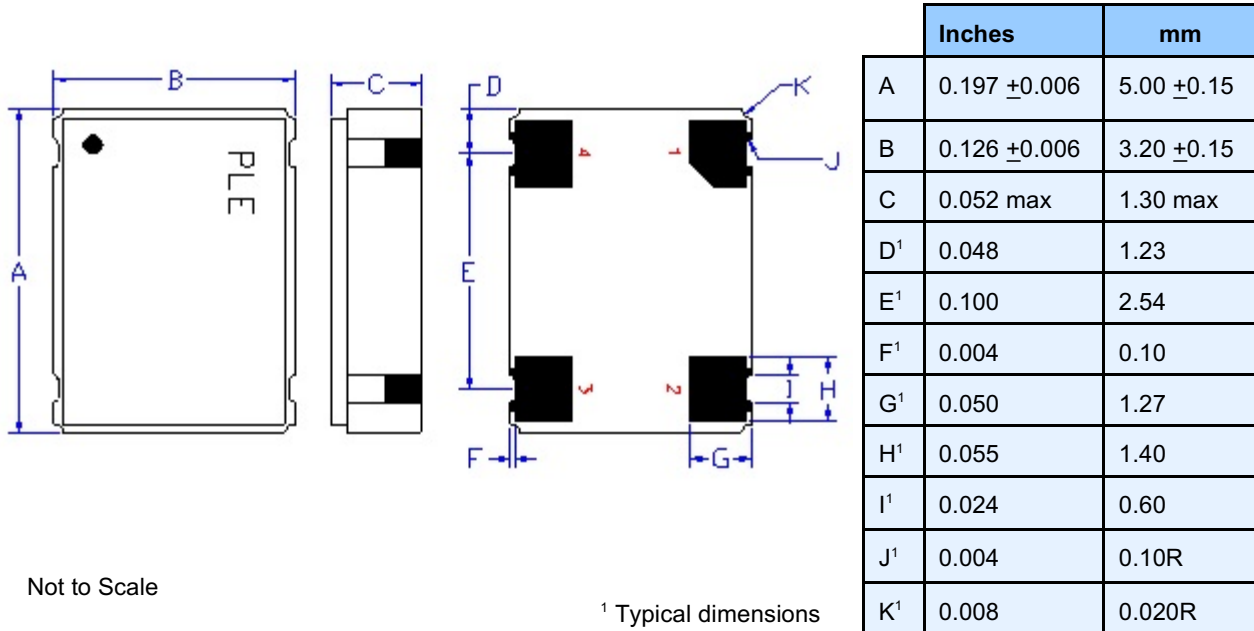 Inches mm
A 0.197 ±0.006 5.00 ±0.15
B 0.126 ±0.006 3.20 ±0.15
C 0.052 max 1.30 max
D¹ 0.048 1.23
E¹ 0.100 2.54
F¹ 0.004 0.10
G¹ 0.050 1.27
H¹ 0.055 1.40
I¹ 0.024 0.60
J¹ 0.004 0.10R
K¹ 0.008 0.020R
B
C
D
K
4
1
J
PLE
A
E
3
2
I
H
F
G
Not to Scale
¹ Typical dimensions